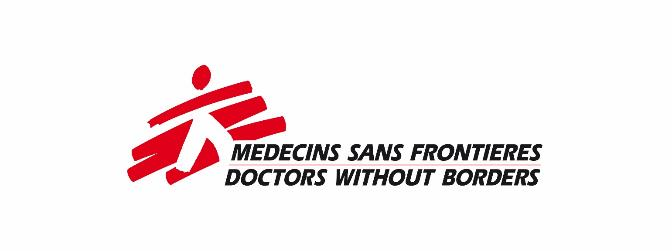 MEDECINS SANS FRONTIERES
DOCTORS WITHOUT BORDERS